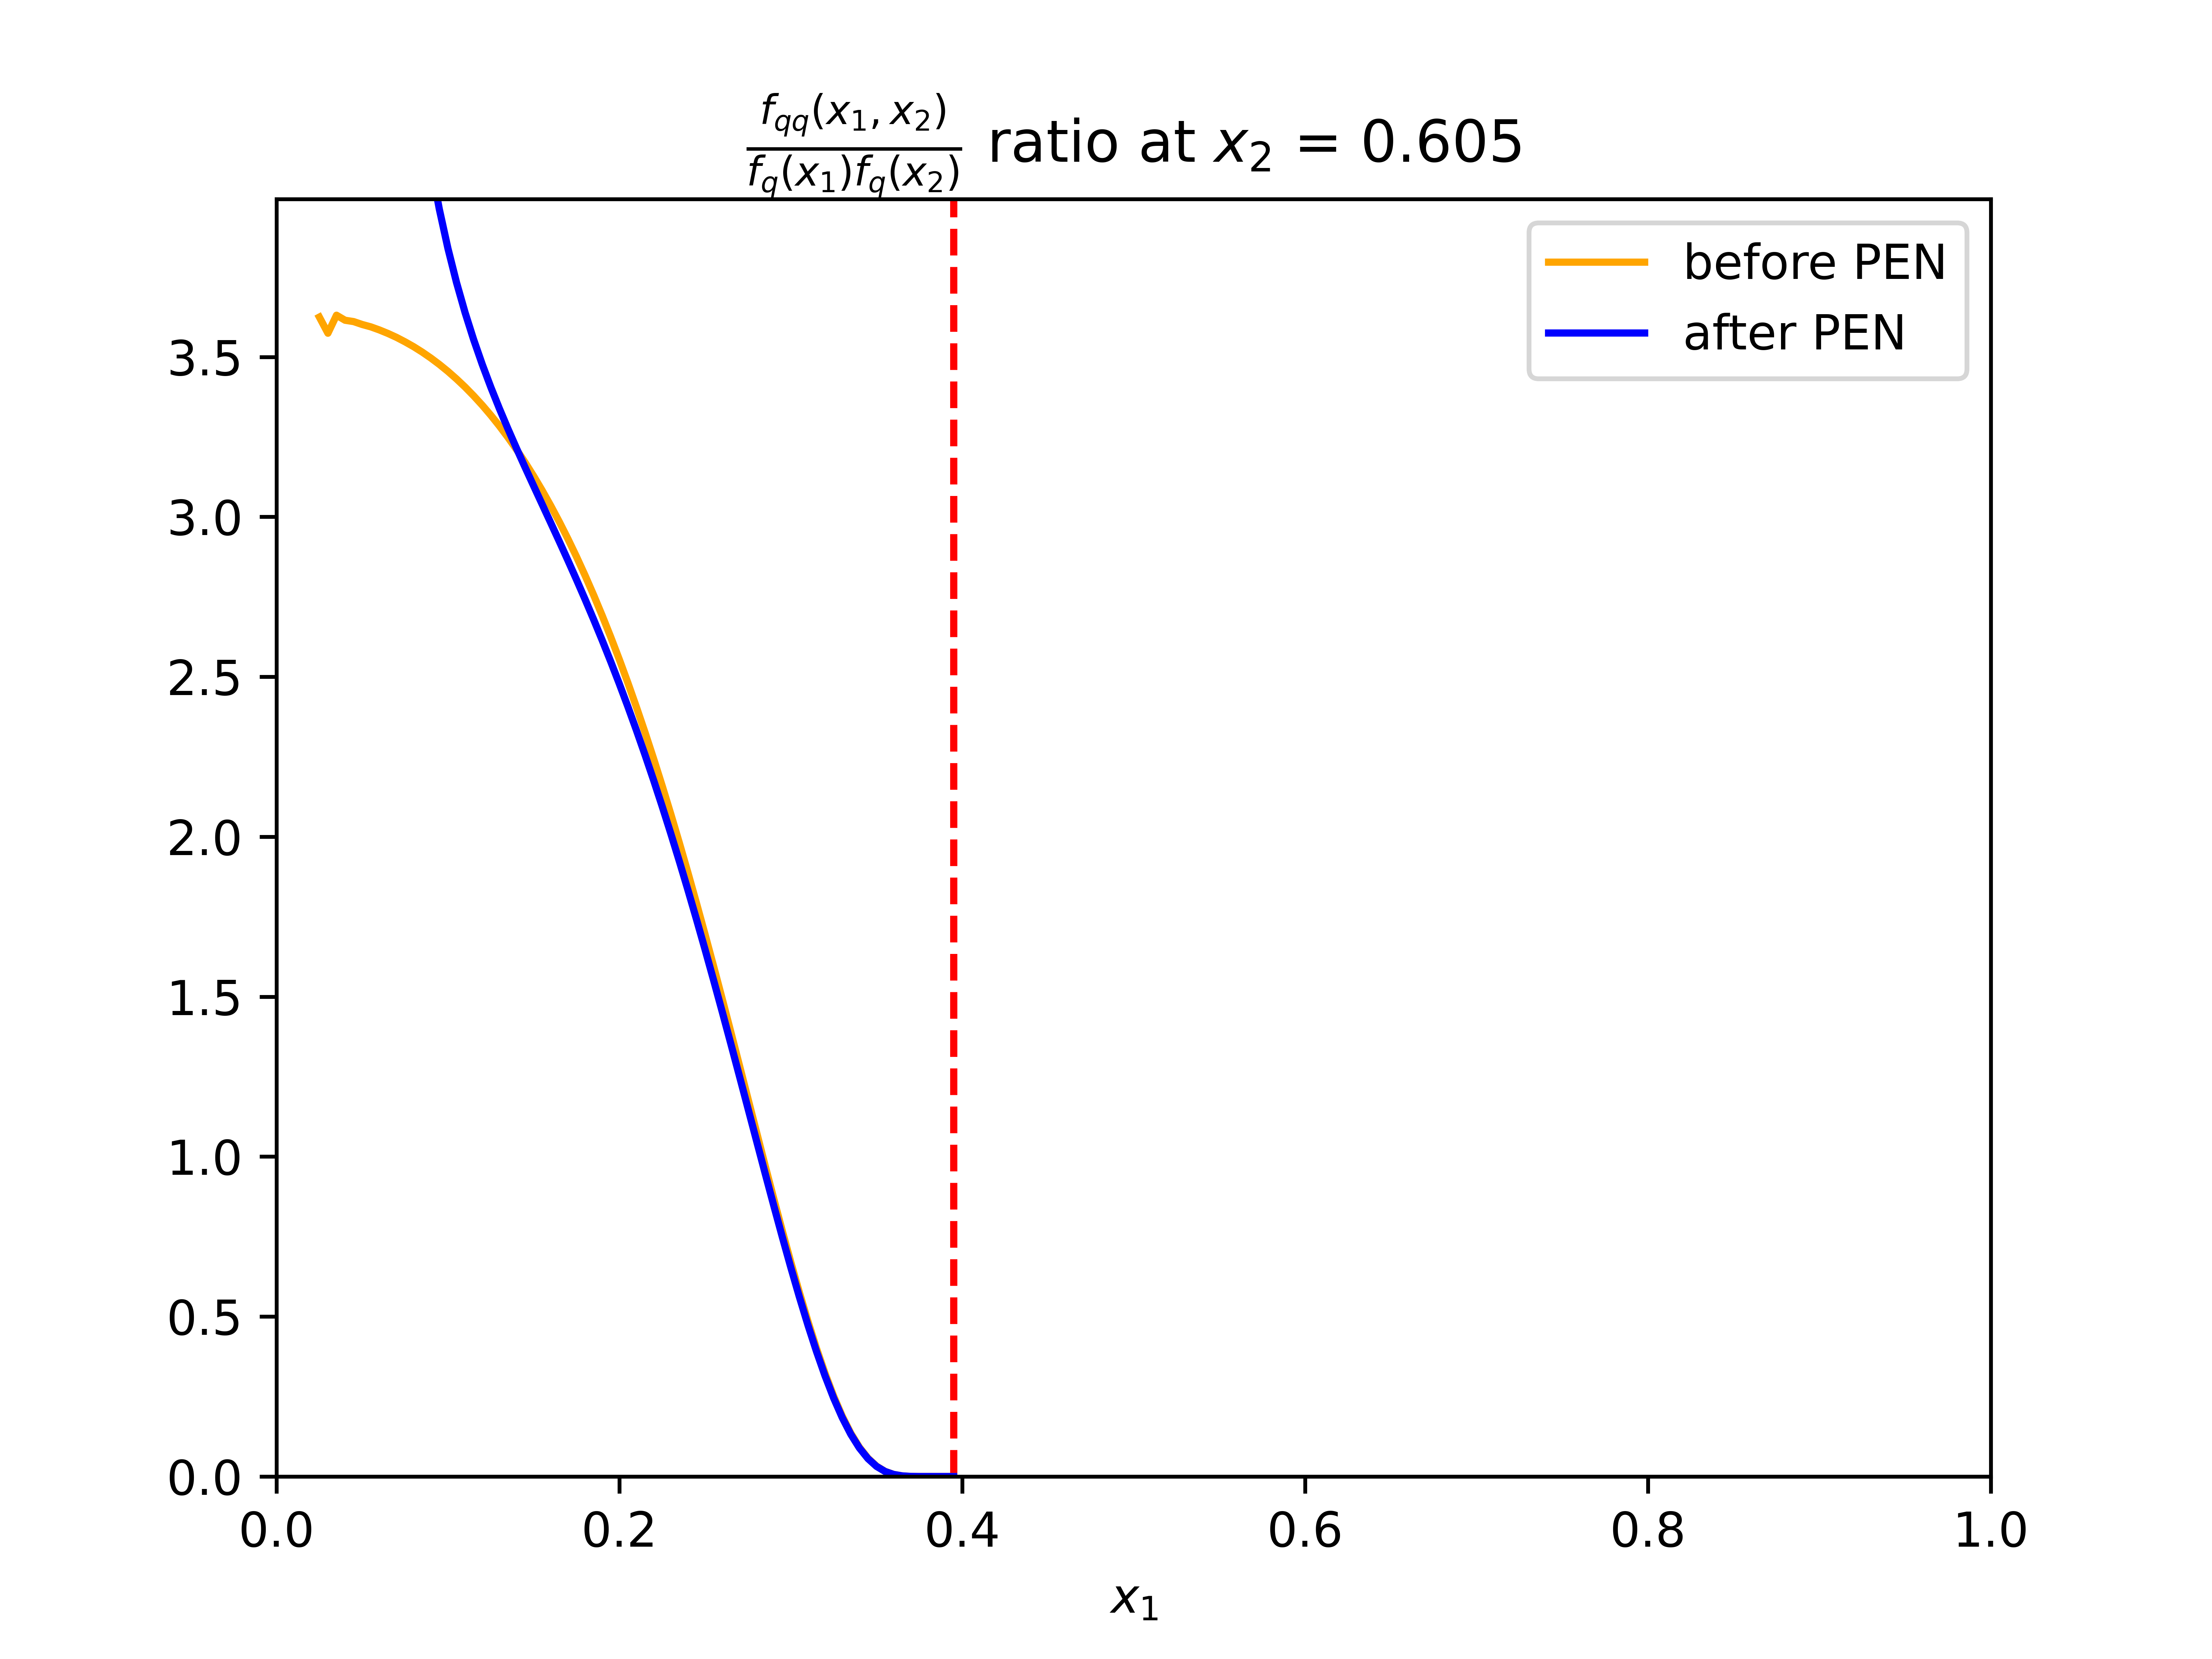 f_{qq}(x_1, x_2)
f_q(x_1)f_q(x_2)
ratio at x_2 = 0.605
before PEN
after PEN
3.5
3.0
2.5
2.0
1.5
1.0
0.5
0.0
0.0 0.2 0.4 0.6 0.8 1.0
x_1